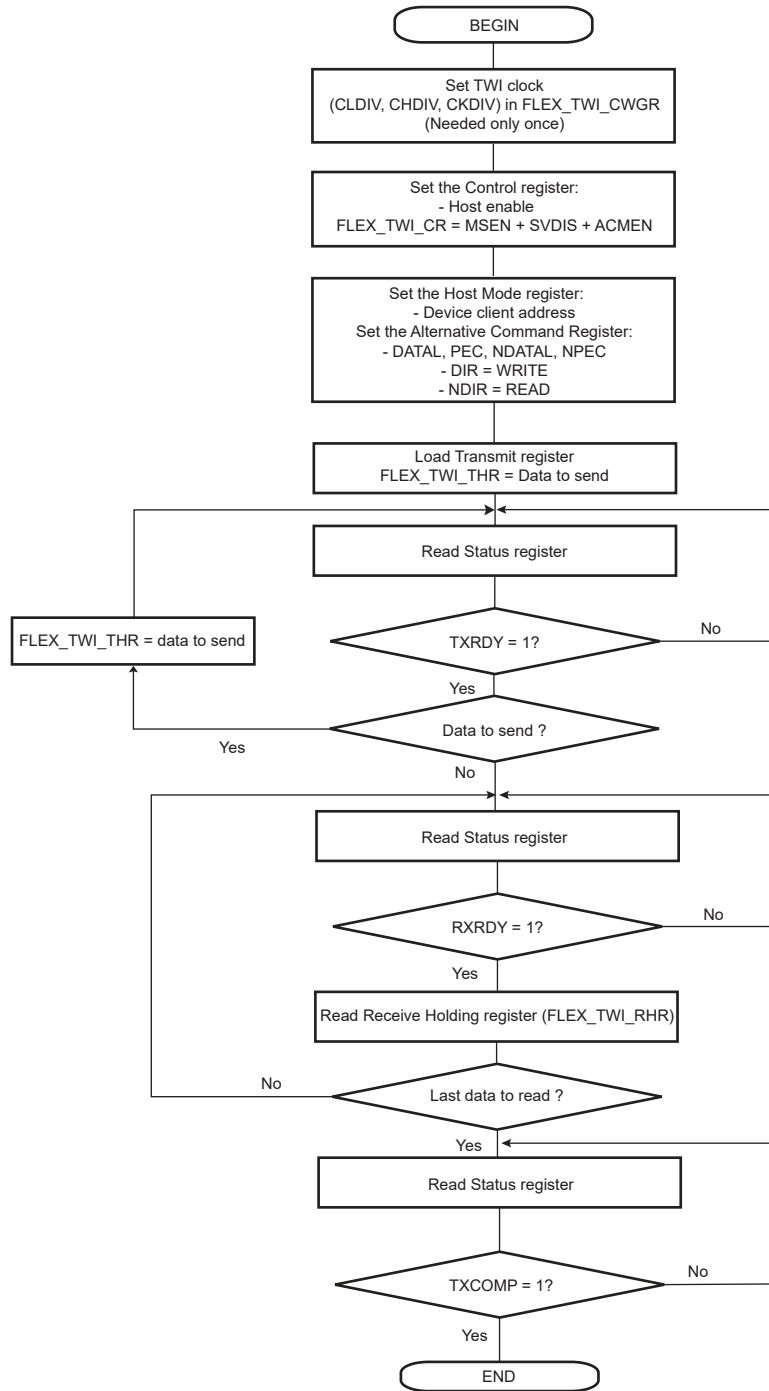 BEGIN
Set TWI clock
(CLDIV, CHDIV, CKDIV) in FLEX_TWI_CWGR
(Needed only once)
Set the Control register:
- Host enable
FLEX_TWI_CR = MSEN + SVDIS + ACMEN
Set the Host Mode register:
- Device client address
Set the Alternative Command Register:
- DATAL, PEC, NDATAL, NPEC
- DIR = WRITE
- NDIR = READ
Load Transmit register
FLEX_TWI_THR = Data to send
Read Status register
FLEX_TWI_THR = data to send
TXRDY = 1?
No
Yes
Data to send ?
Yes
No
Read Status register
RXRDY = 1?
No
Yes
Read Receive Holding register (FLEX_TWI_RHR)
No
Last data to read ?
Yes
Read Status register
TXCOMP = 1?
No
Yes
END